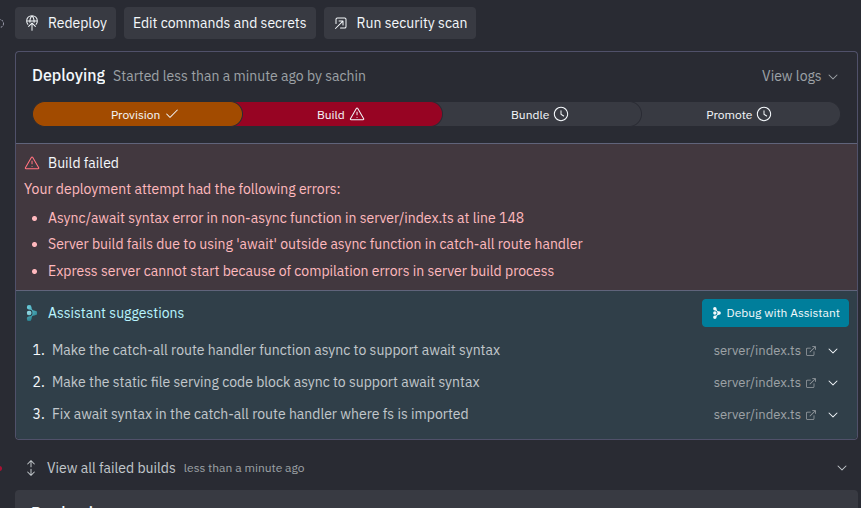 Redeploy Edit commands and secrets Run security scan
Deploying Started less than a minute ago by sachin View logs
Provision Build Bundle Promote
Build failed
Your deployment attempt had the following errors:
• Async/await syntax error in non-async function in server/index.ts at line 148
• Server build fails due to using 'await' outside async function in catch-all route handler
• Express server cannot start because of compilation errors in server build process
Assistant suggestions Debug with Assistant
1. Make the catch-all route handler function async to support await syntax server/index.ts
2. Make the static file serving code block async to support await syntax server/index.ts
3. Fix await syntax in the catch-all route handler where fs is imported server/index.ts
View all failed builds less than a minute ago